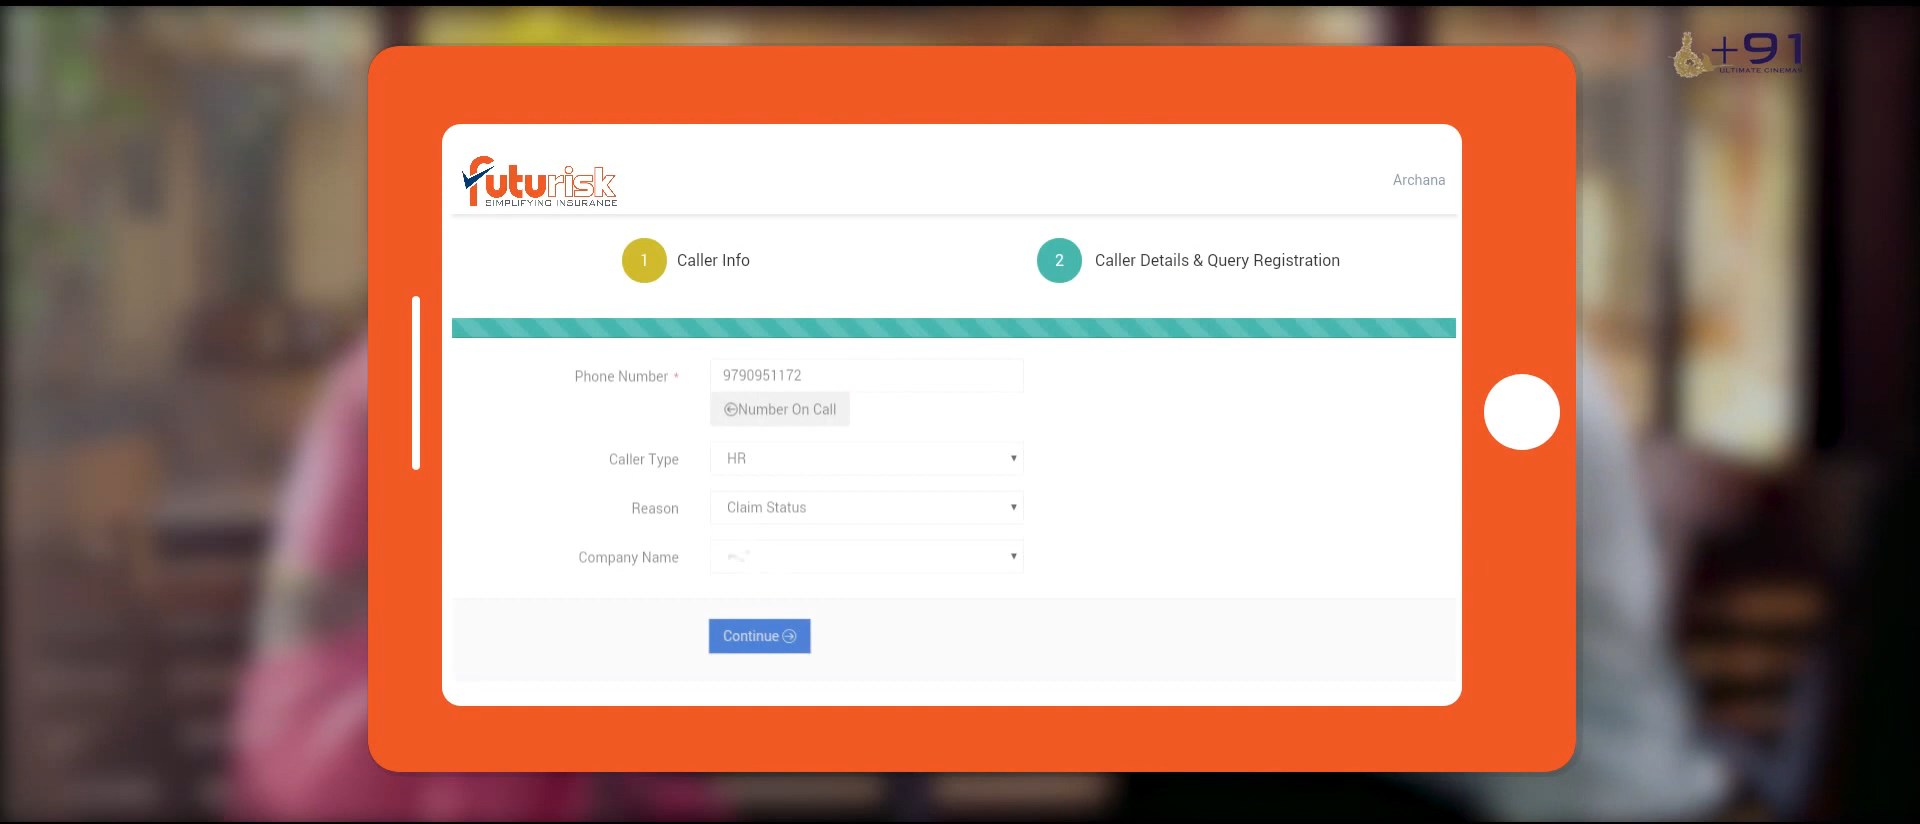 +91
ULTIMATE CINEMAS
futurisk
SIMPLIFYING INSURANCE
Archana
1 Caller Info
2 Caller Details & Query Registration
Phone Number * 9790951172
Number On Call
Caller Type HR
Reason Claim Status
Company Name
Continue